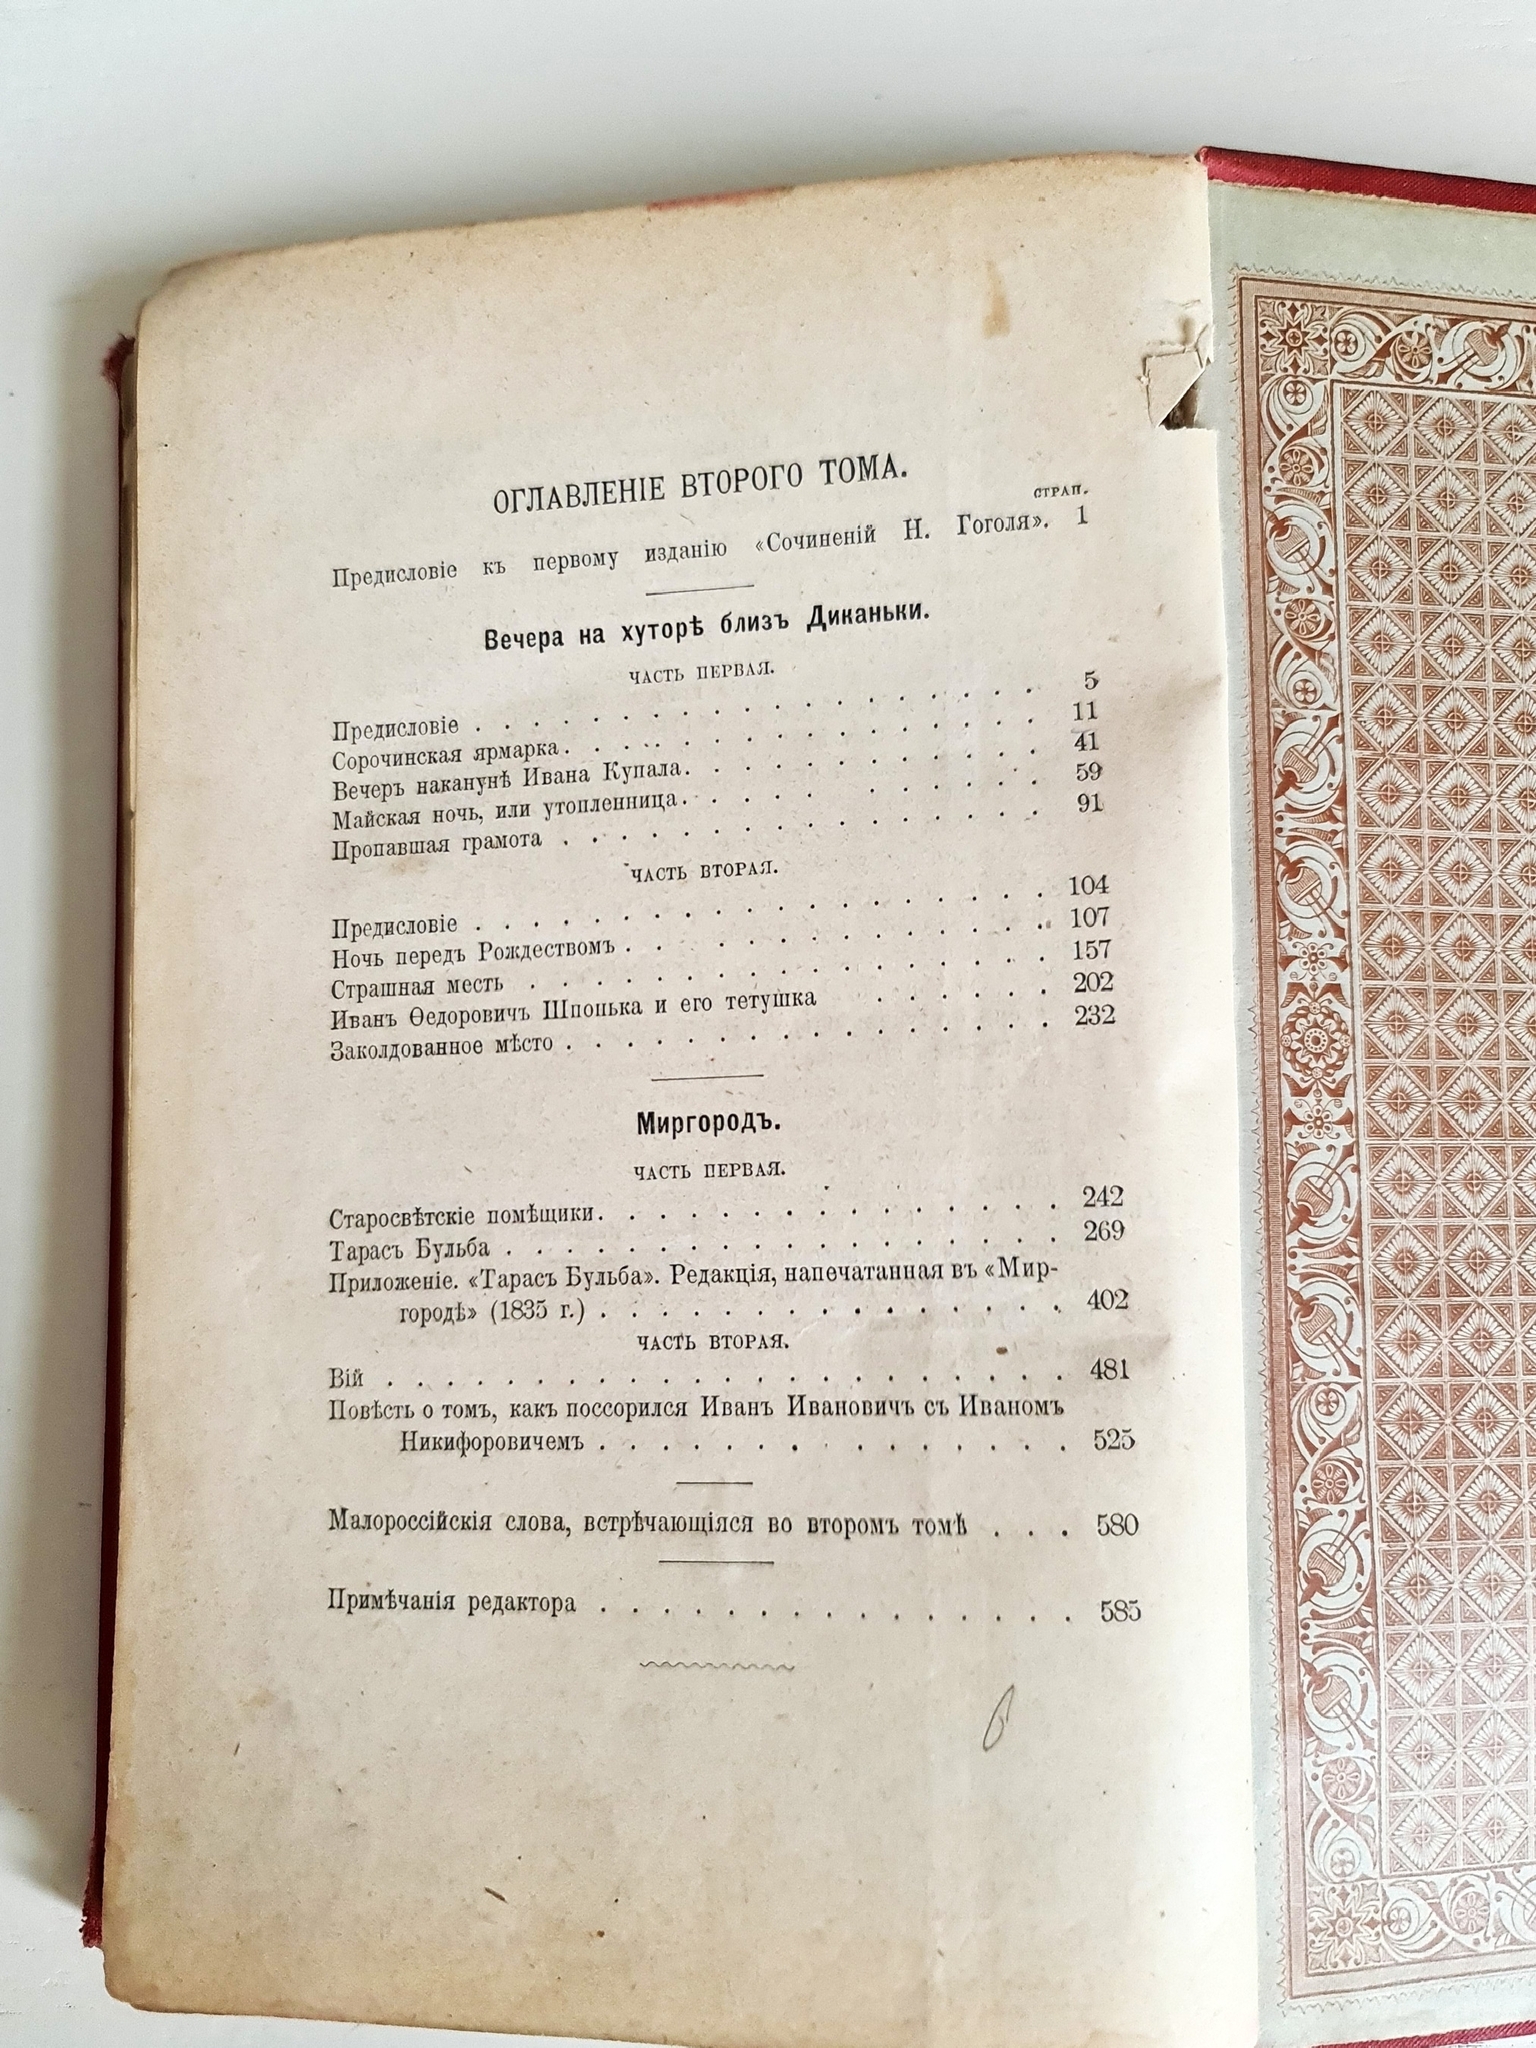 ОГЛАВЛЕНІЕ ВТОРОГО ТОМА.
СТРАН.
Предисловіе къ первому изданію «Сочиненій Н. Гоголя». 1
Вечера на хуторѣ близъ Диканьки.
ЧАСТЬ ПЕРВАЯ.
Предисловіе . . . . . . . . . . . . . . . . . . . 5
Сорочинская ярмарка . . . . . . . . . . . . . . . . 11
Вечеръ наканунѣ Ивана Купала . . . . . . . . . . . . 41
Майская ночь, или утопленница . . . . . . . . . . . . 59
Пропавшая грамота . . . . . . . . . . . . . . . . 91
ЧАСТЬ ВТОРАЯ.
Предисловіе . . . . . . . . . . . . . . . . . . . 104
Ночь передъ Рождествомъ . . . . . . . . . . . . . . 107
Страшная месть . . . . . . . . . . . . . . . . . . 157
Иванъ Ѳедоровичъ Шпонька и его тетушка . . . . . . 202
Заколдованное мѣсто . . . . . . . . . . . . . . . . 232
Миргородъ.
ЧАСТЬ ПЕРВАЯ.
Старосвѣтскіе помѣщики . . . . . . . . . . . . . . . 242
Тарасъ Бульба . . . . . . . . . . . . . . . . . . 269
Приложеніе. «Тарасъ Бульба». Редакція, напечатанная въ «Мир-
городѣ» (1835 г.) . . . . . . . . . . . . . . . 402
ЧАСТЬ ВТОРАЯ.
Вій . . . . . . . . . . . . . . . . . . . . . . . 481
Повѣсть о томъ, какъ поссорился Иванъ Ивановичъ съ Иваномъ
Никифоровичемъ . . . . . . . . . . . . . . . 525
Малороссійскія слова, встрѣчающіяся во второмъ томѣ . . . 580
Примѣчанія редактора . . . . . . . . . . . . . . . 585